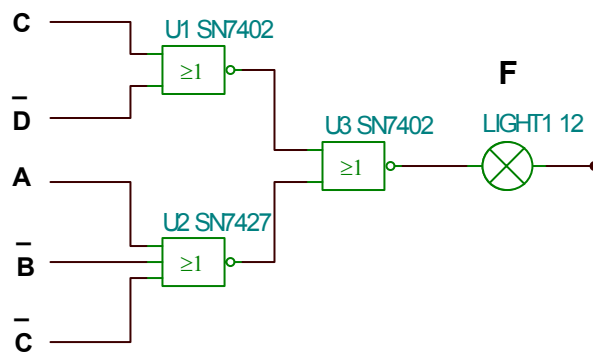 C
U1 SN7402
≥1
F
D̅
U3 SN7402
LIGHT1 12
≥1
A
U2 SN7427
B̅
≥1
C̅